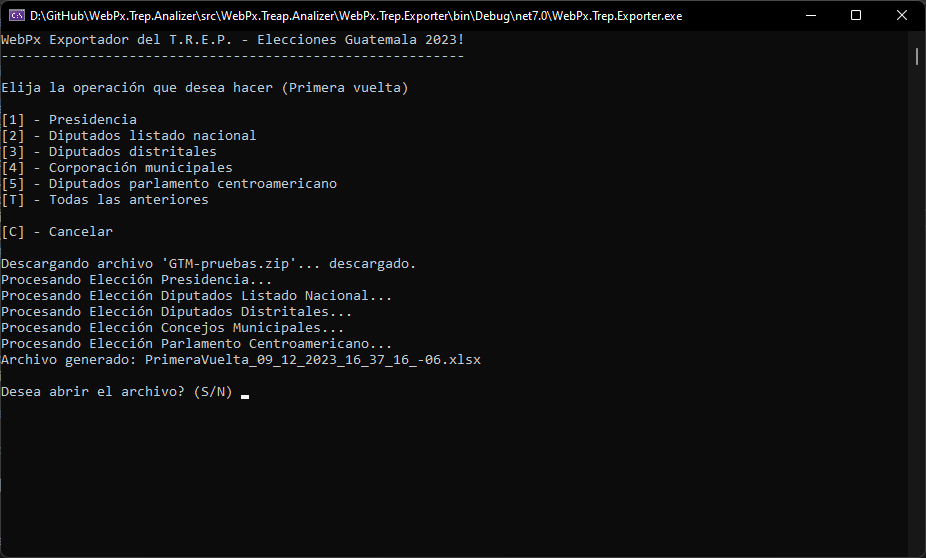 D:\GitHub\WebPx.Trep.Analizer\src\WebPx.Treap.Analizer\WebPx.Trep.Exporter\bin\Debug\net7.0\WebPx.Trep.Exporter.exe
WebPx Exportador del T.R.E.P. - Elecciones Guatemala 2023!
----------------------------------------------------------
Elija la operación que desea hacer (Primera vuelta)
[1] - Presidencia
[2] - Diputados listado nacional
[3] - Diputados distritales
[4] - Corporación municipales
[5] - Diputados parlamento centroamericano
[T] - Todas las anteriores
[C] - Cancelar
Descargando archivo 'GTM-pruebas.zip'... descargado.
Procesando Elección Presidencia...
Procesando Elección Diputados Listado Nacional...
Procesando Elección Diputados Distritales...
Procesando Elección Concejos Municipales...
Procesando Elección Parlamento Centroamericano...
Archivo generado: PrimeraVuelta_09_12_2023_16_37_16_-06.xlsx
Desea abrir el archivo? (S/N)